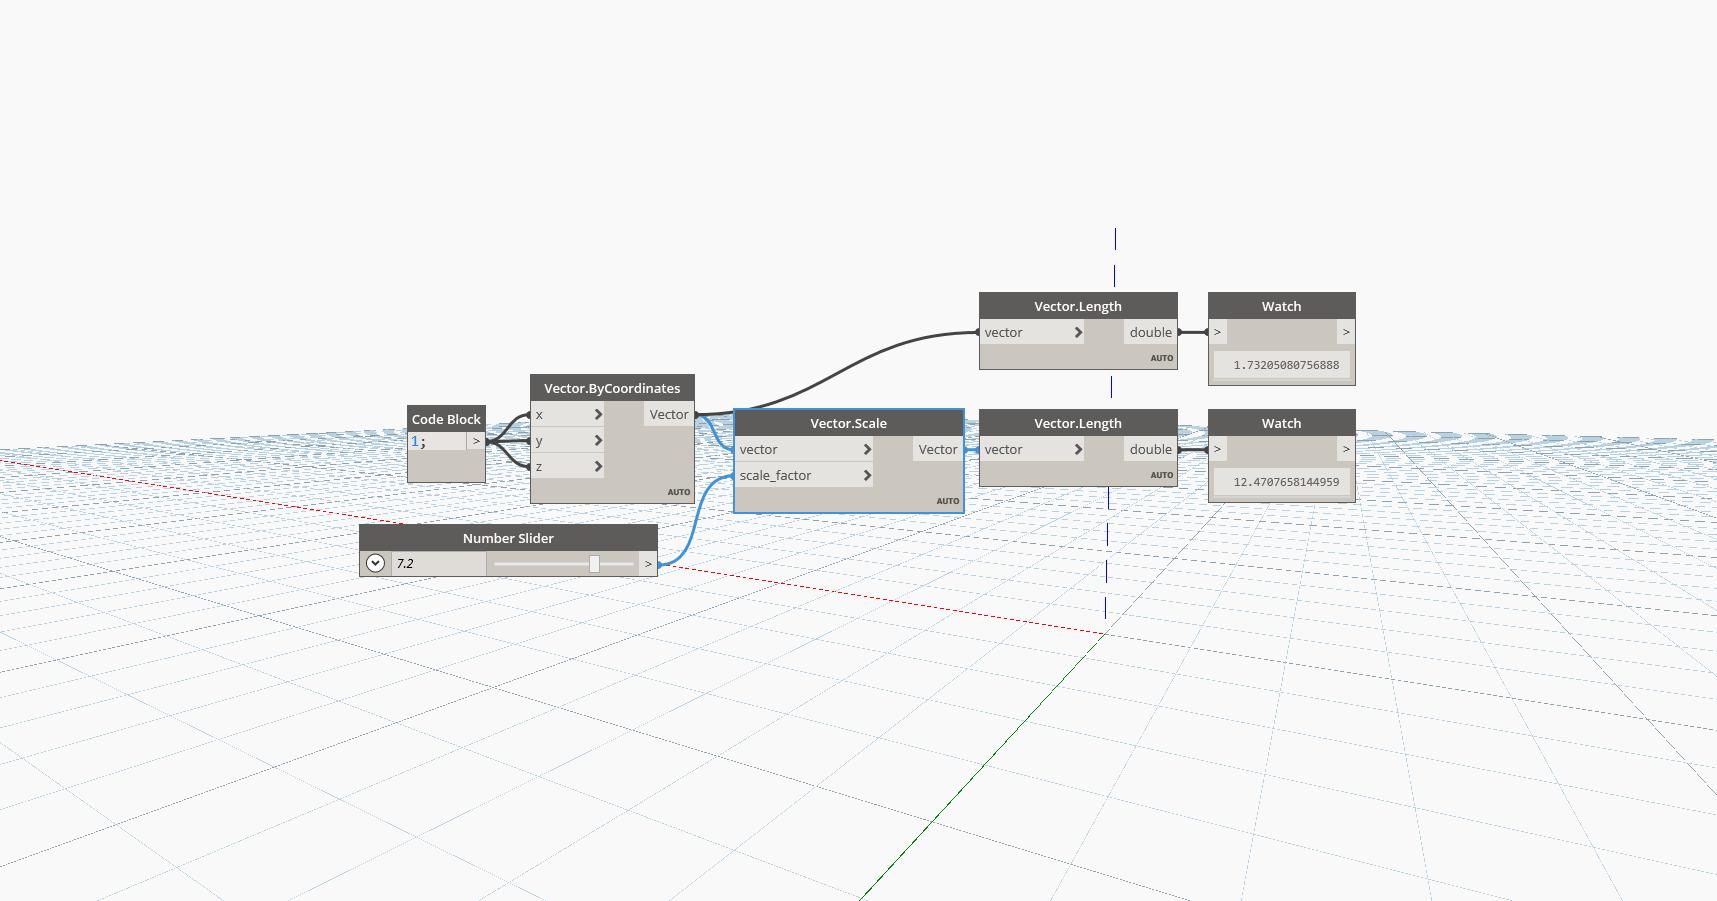 Vector.Length
vector
double
AUTO
Watch
>
>
1.73205080756888
Code Block
1;
>
Vector.ByCoordinates
x
Vector
y
z
AUTO
Vector.Scale
vector
Vector
scale_factor
AUTO
Vector.Length
vector
double
AUTO
Watch
>
>
12.4707658144959
Number Slider
7.2
>